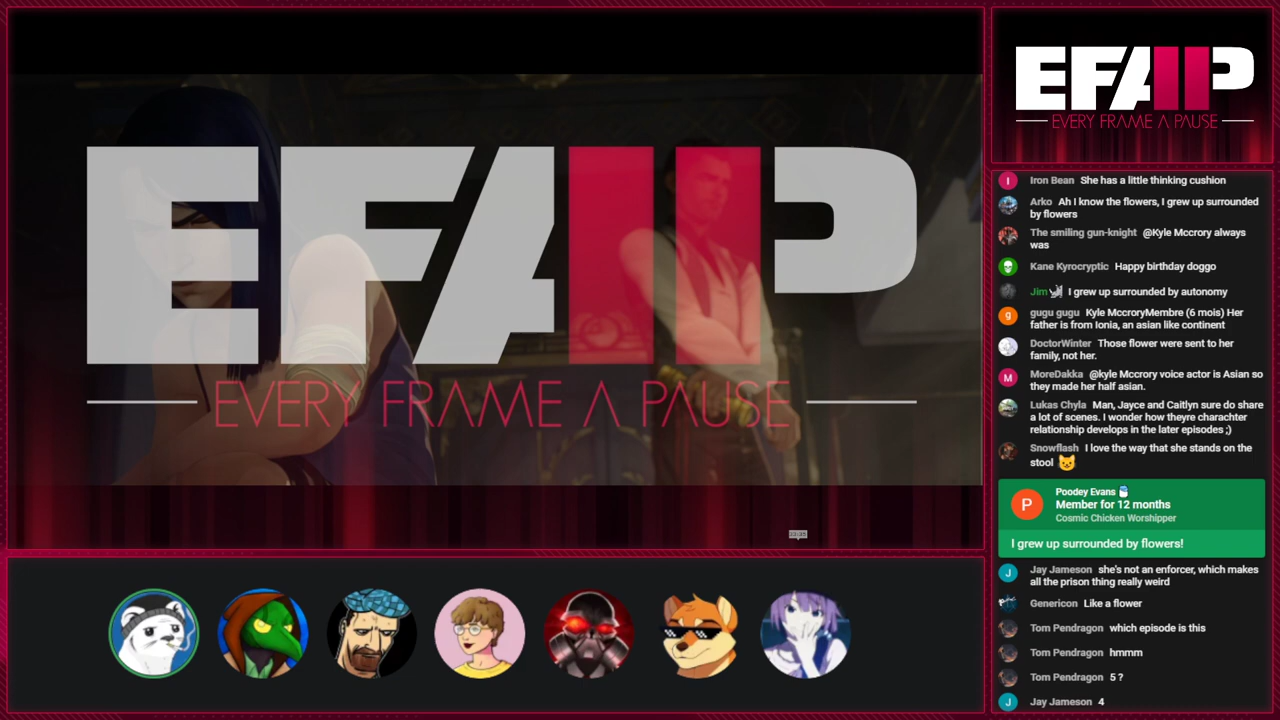 EFAIIP
EVERY FRAME A PAUSE
EFAIIP
EVERY FRAME A PAUSE
Iron Bean She has a little thinking cushion
Arko Ah I know the flowers, I grew up surrounded
by flowers
The smiling gun-knight @Kyle Mccrory always
was
Kane Kyrocryptic Happy birthday doggo
Jim I grew up surrounded by autonomy
gugu gugu Kyle MccroryMembre (6 mois) Her
father is from Ionia, an asian like continent
DoctorWinter Those flower were sent to her
family, not her.
MoreDakka @kyle Mccrory voice actor is Asian so
they made her half asian.
Lukas Chyla Man, Jayce and Caitlyn sure do share
a lot of scenes. I wonder how theyre charachter
relationship develops in the later episodes ;)
Snowflash I love the way that she stands on the
stool 😺
P
Poodey Evans
Member for 12 months
Cosmic Chicken Worshipper
I grew up surrounded by flowers!
Jay Jameson she's not an enforcer, which makes
all the prison thing really weird
Genericon Like a flower
Tom Pendragon which episode is this
Tom Pendragon hmmm
Tom Pendragon 5 ?
Jay Jameson 4